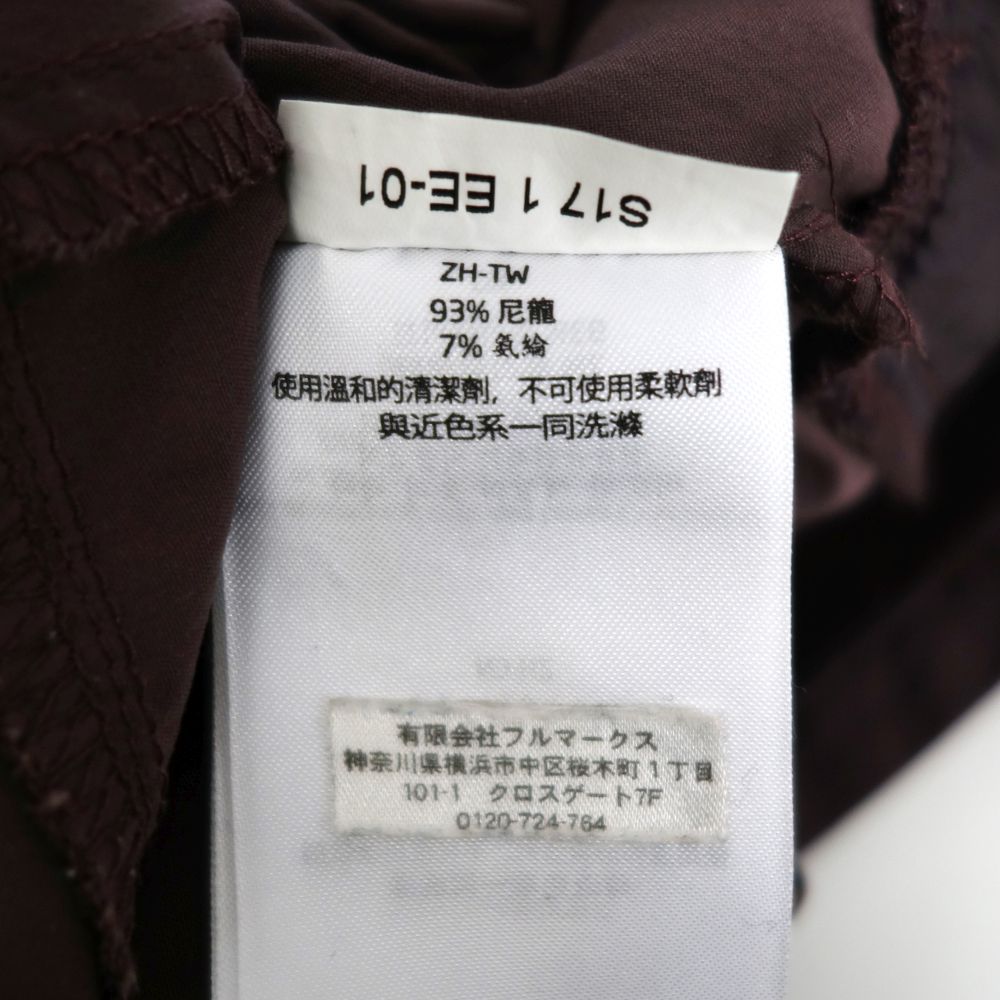 S17 1 EE-01
ZH-TW
93% 尼龍
7% 氨綸
使用溫和的清潔劑，不可使用柔軟劑
與近色系一同洗滌
有限会社フルマークス
神奈川県横浜市中区桜木町1丁目
101-1 クロスゲート7F
0120-724-764